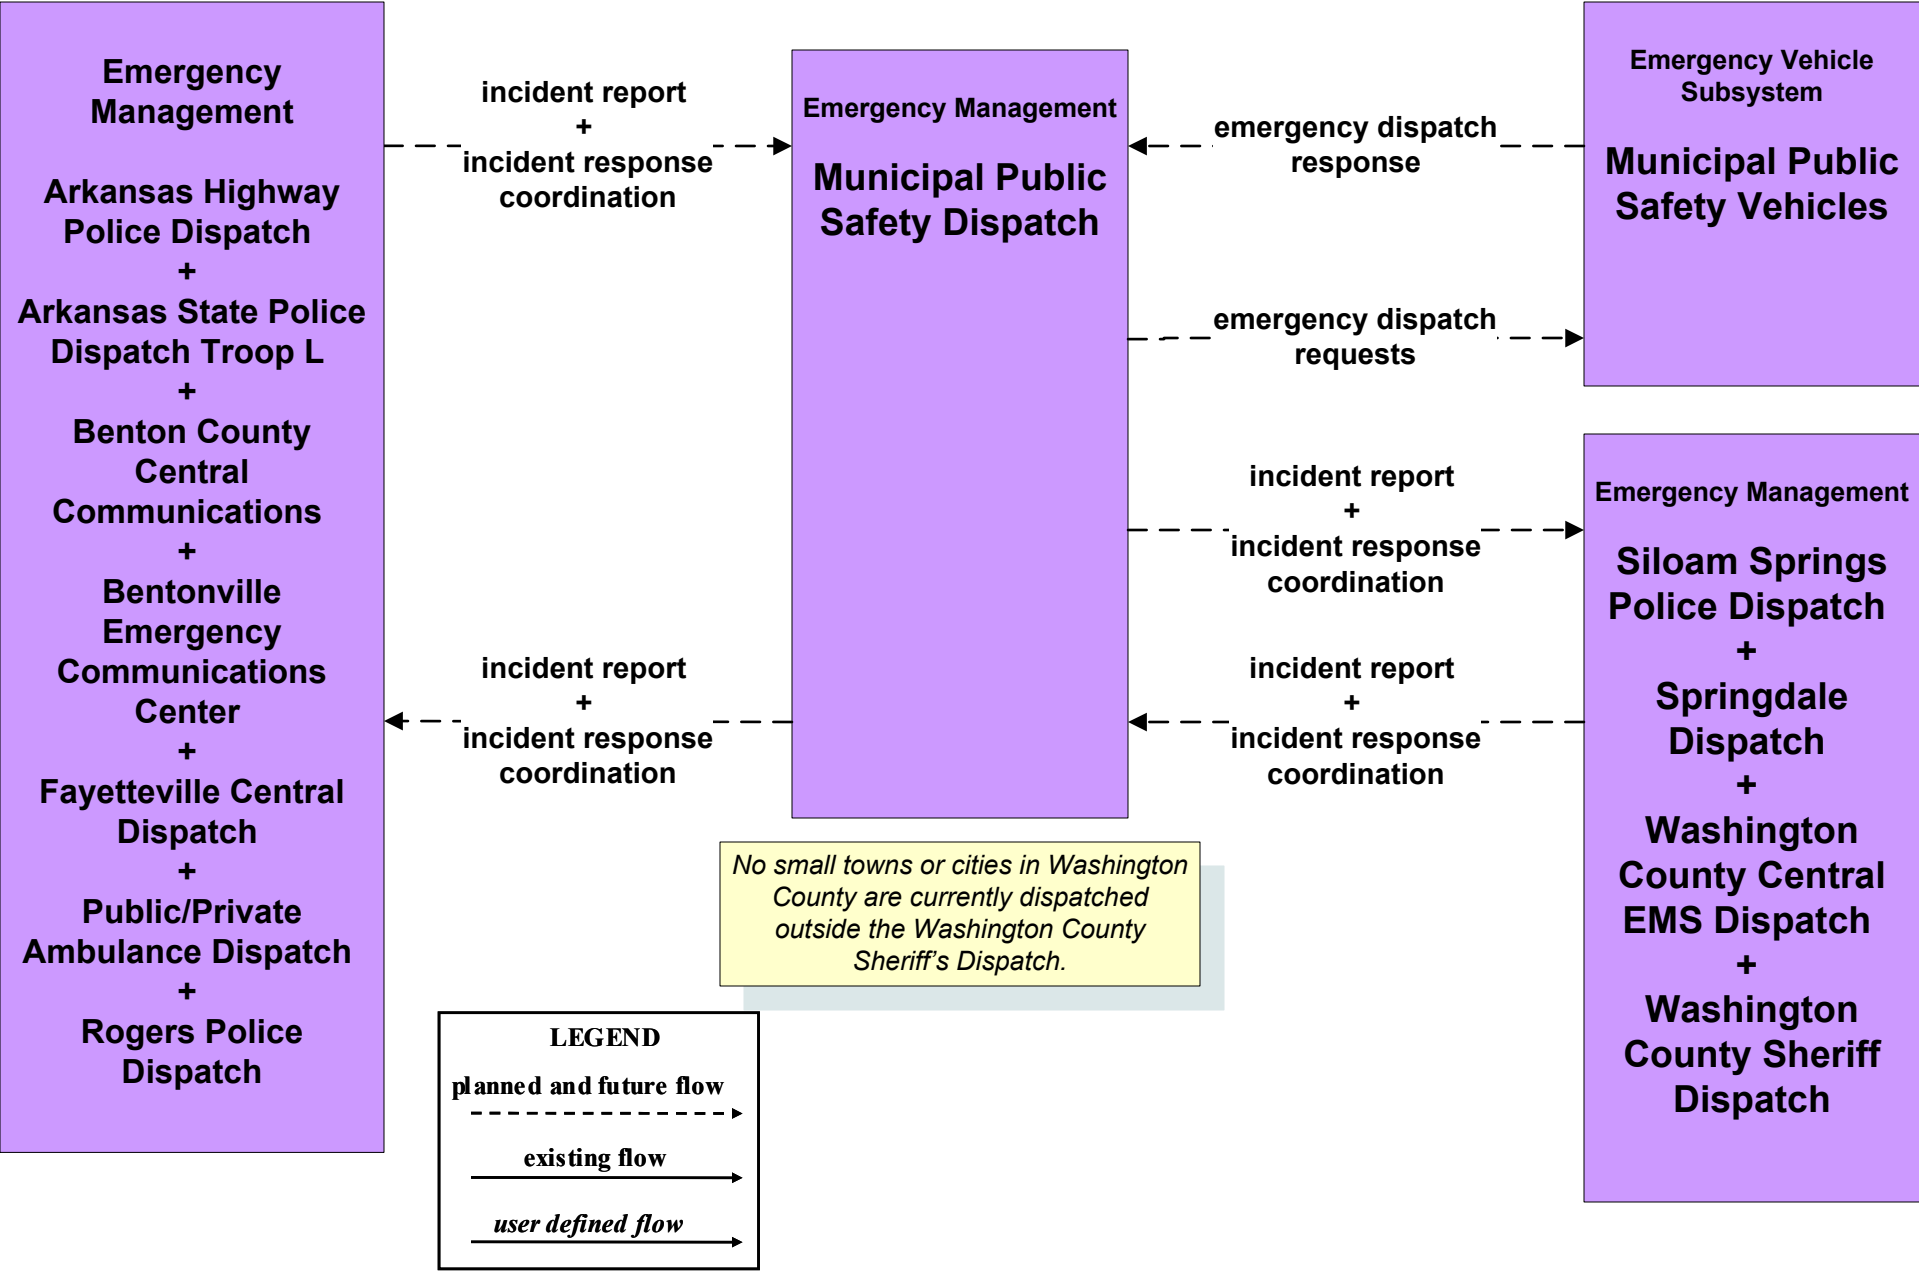 Emergency
Management
Arkansas Highway
Police Dispatch
+
Arkansas State Police
Dispatch Troop L
+
Benton County
Central
Communications
+
Bentonville
Emergency
Communications
Center
+
Fayetteville Central
Dispatch
+
Public/Private
Ambulance Dispatch
+
Rogers Police
Dispatch
incident report
+
incident response
coordination
incident report
+
incident response
coordination
Emergency Management
Municipal Public
Safety Dispatch
emergency dispatch
response
emergency dispatch
requests
incident report
+
incident response
coordination
incident report
+
incident response
coordination
Emergency Vehicle
Subsystem
Municipal Public
Safety Vehicles
Emergency Management
Siloam Springs
Police Dispatch
+
Springdale
Dispatch
+
Washington
County Central
EMS Dispatch
+
Washington
County Sheriff
Dispatch
No small towns or cities in Washington
County are currently dispatched
outside the Washington County
Sheriff's Dispatch.
LEGEND
planned and future flow
existing flow
user defined flow